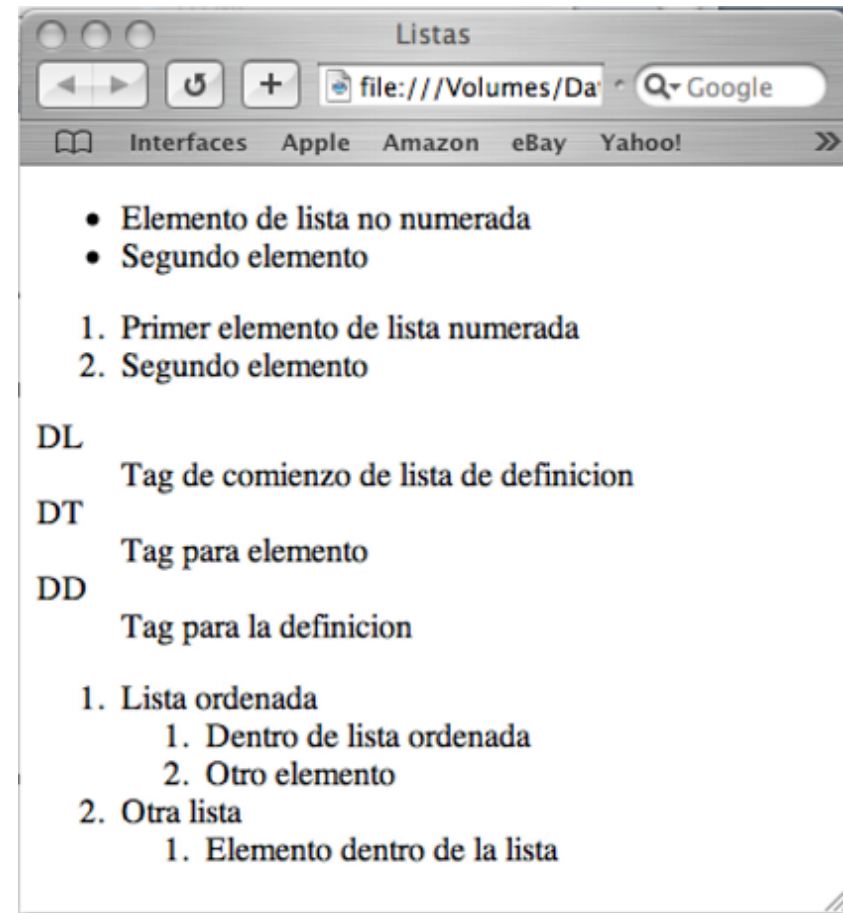 Listas
file:///Volumes/Da
Google
Interfaces Apple Amazon eBay Yahoo!
• Elemento de lista no numerada
• Segundo elemento
1. Primer elemento de lista numerada
2. Segundo elemento
DL
Tag de comienzo de lista de definicion
DT
Tag para elemento
DD
Tag para la definicion
1. Lista ordenada
1. Dentro de lista ordenada
2. Otro elemento
2. Otra lista
1. Elemento dentro de la lista